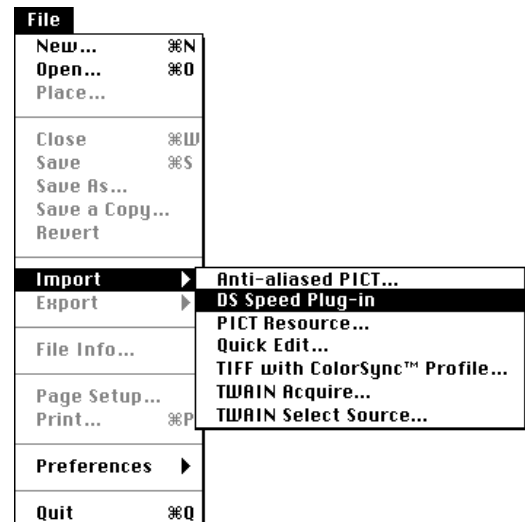 File
New... ⌘N
Open... ⌘O
Place...
Close ⌘W
Save ⌘S
Save As...
Save a Copy...
Revert
Import
Export
File Info...
Page Setup...
Print... ⌘P
Preferences
Quit ⌘Q
Anti-aliased PICT...
DS Speed Plug-in
PICT Resource...
Quick Edit...
TIFF with ColorSync™ Profile...
TWAIN Acquire...
TWAIN Select Source...